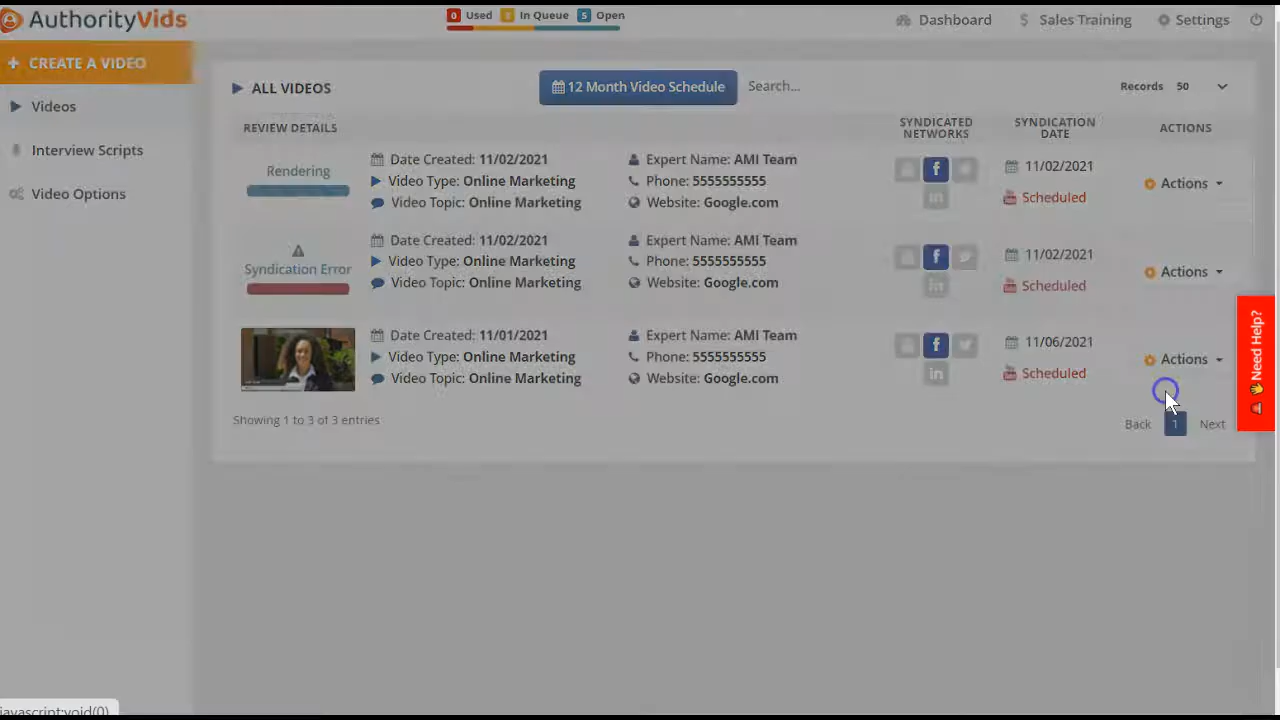 AuthorityVids
0 Used In Queue 5 Open
Dashboard
$ Sales Training
Settings
+ CREATE A VIDEO
Videos
Interview Scripts
Video Options
ALL VIDEOS
12 Month Video Schedule
Search...
Records 50
REVIEW DETAILS
SYNDICATED
NETWORKS
SYNDICATION
DATE
ACTIONS
Rendering
Date Created: 11/02/2021
Video Type: Online Marketing
Video Topic: Online Marketing
Expert Name: AMI Team
Phone: 5555555555
Website: Google.com
f
in
11/02/2021
Scheduled
Actions
Syndication Error
Date Created: 11/02/2021
Video Type: Online Marketing
Video Topic: Online Marketing
Expert Name: AMI Team
Phone: 5555555555
Website: Google.com
f
in
11/02/2021
Scheduled
Actions
Date Created: 11/01/2021
Video Type: Online Marketing
Video Topic: Online Marketing
Expert Name: AMI Team
Phone: 5555555555
Website: Google.com
f
in
11/06/2021
Scheduled
Actions
Showing 1 to 3 of 3 entries
Back 1 Next
Need Help?
javascript:void(0)